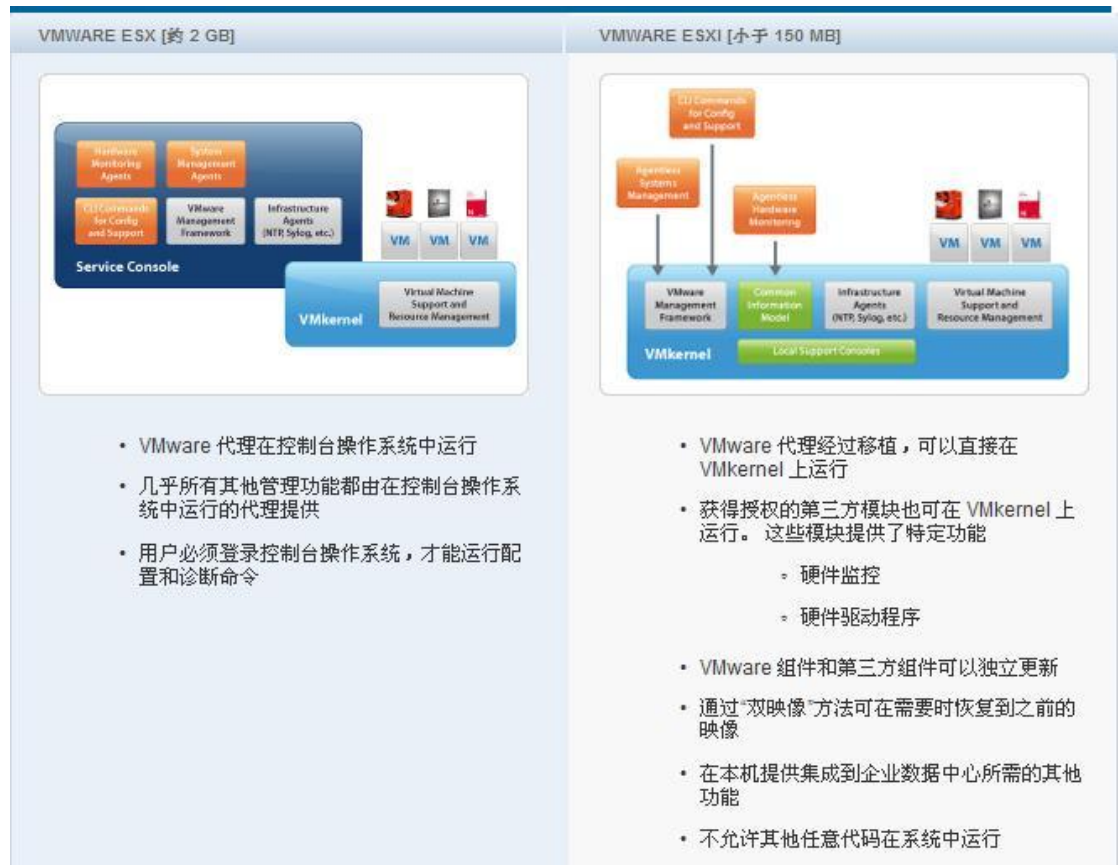 VMWARE ESX [约 2 GB]
Hardware
Monitoring
Agents
System
Management
Agents
CLI Commands
for Config
and Support
VMware
Management
Framework
Infrastructure
Agents
(NTP, Sylog, etc.)
Service Console
VM
VM
VM
VMkernel
Virtual Machine
Support and
Resource Management
• VMware 代理在控制台操作系统中运行
• 几乎所有其他管理功能都由在控制台操作系
统中运行的代理提供
• 用户必须登录控制台操作系统，才能运行配
置和诊断命令
VMWARE ESXI [小于 150 MB]
CLI Commands
for Config
and Support
Agentless
Systems
Management
Agentless
Hardware
Monitoring
VM
VM
VM
VMware
Management
Framework
Common
Information
Model
Infrastructure
Agents
(NTP, Sylog, etc.)
Virtual Machine
Support and
Resource Management
VMkernel
Local Support Consoles
• VMware 代理经过移植，可以直接在
VMkernel 上运行
• 获得授权的第三方模块也可在 VMkernel 上
运行。 这些模块提供了特定功能
◦ 硬件监控
◦ 硬件驱动程序
• VMware 组件和第三方组件可以独立更新
• 通过“双映像”方法可在需要时恢复到之前的
映像
• 在本机提供集成到企业数据中心所需的其他
功能
• 不允许其他任意代码在系统中运行